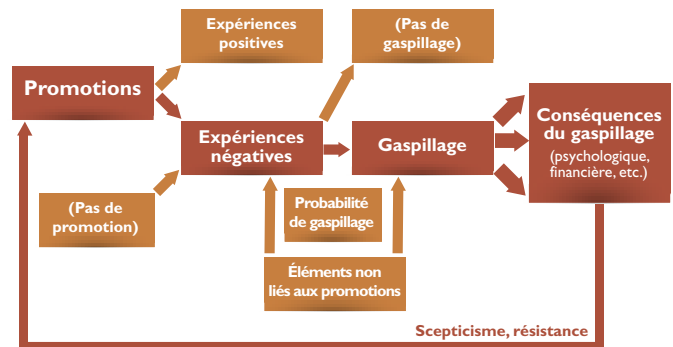 Expériences
positives
(Pas de
gaspillage)
Promotions
Expériences
négatives
Gaspillage
Conséquences
du gaspillage
(psychologique,
financière, etc.)
(Pas de
promotion)
Probabilité
de gaspillage
Éléments non
liés aux promotions
Scepticisme, résistance